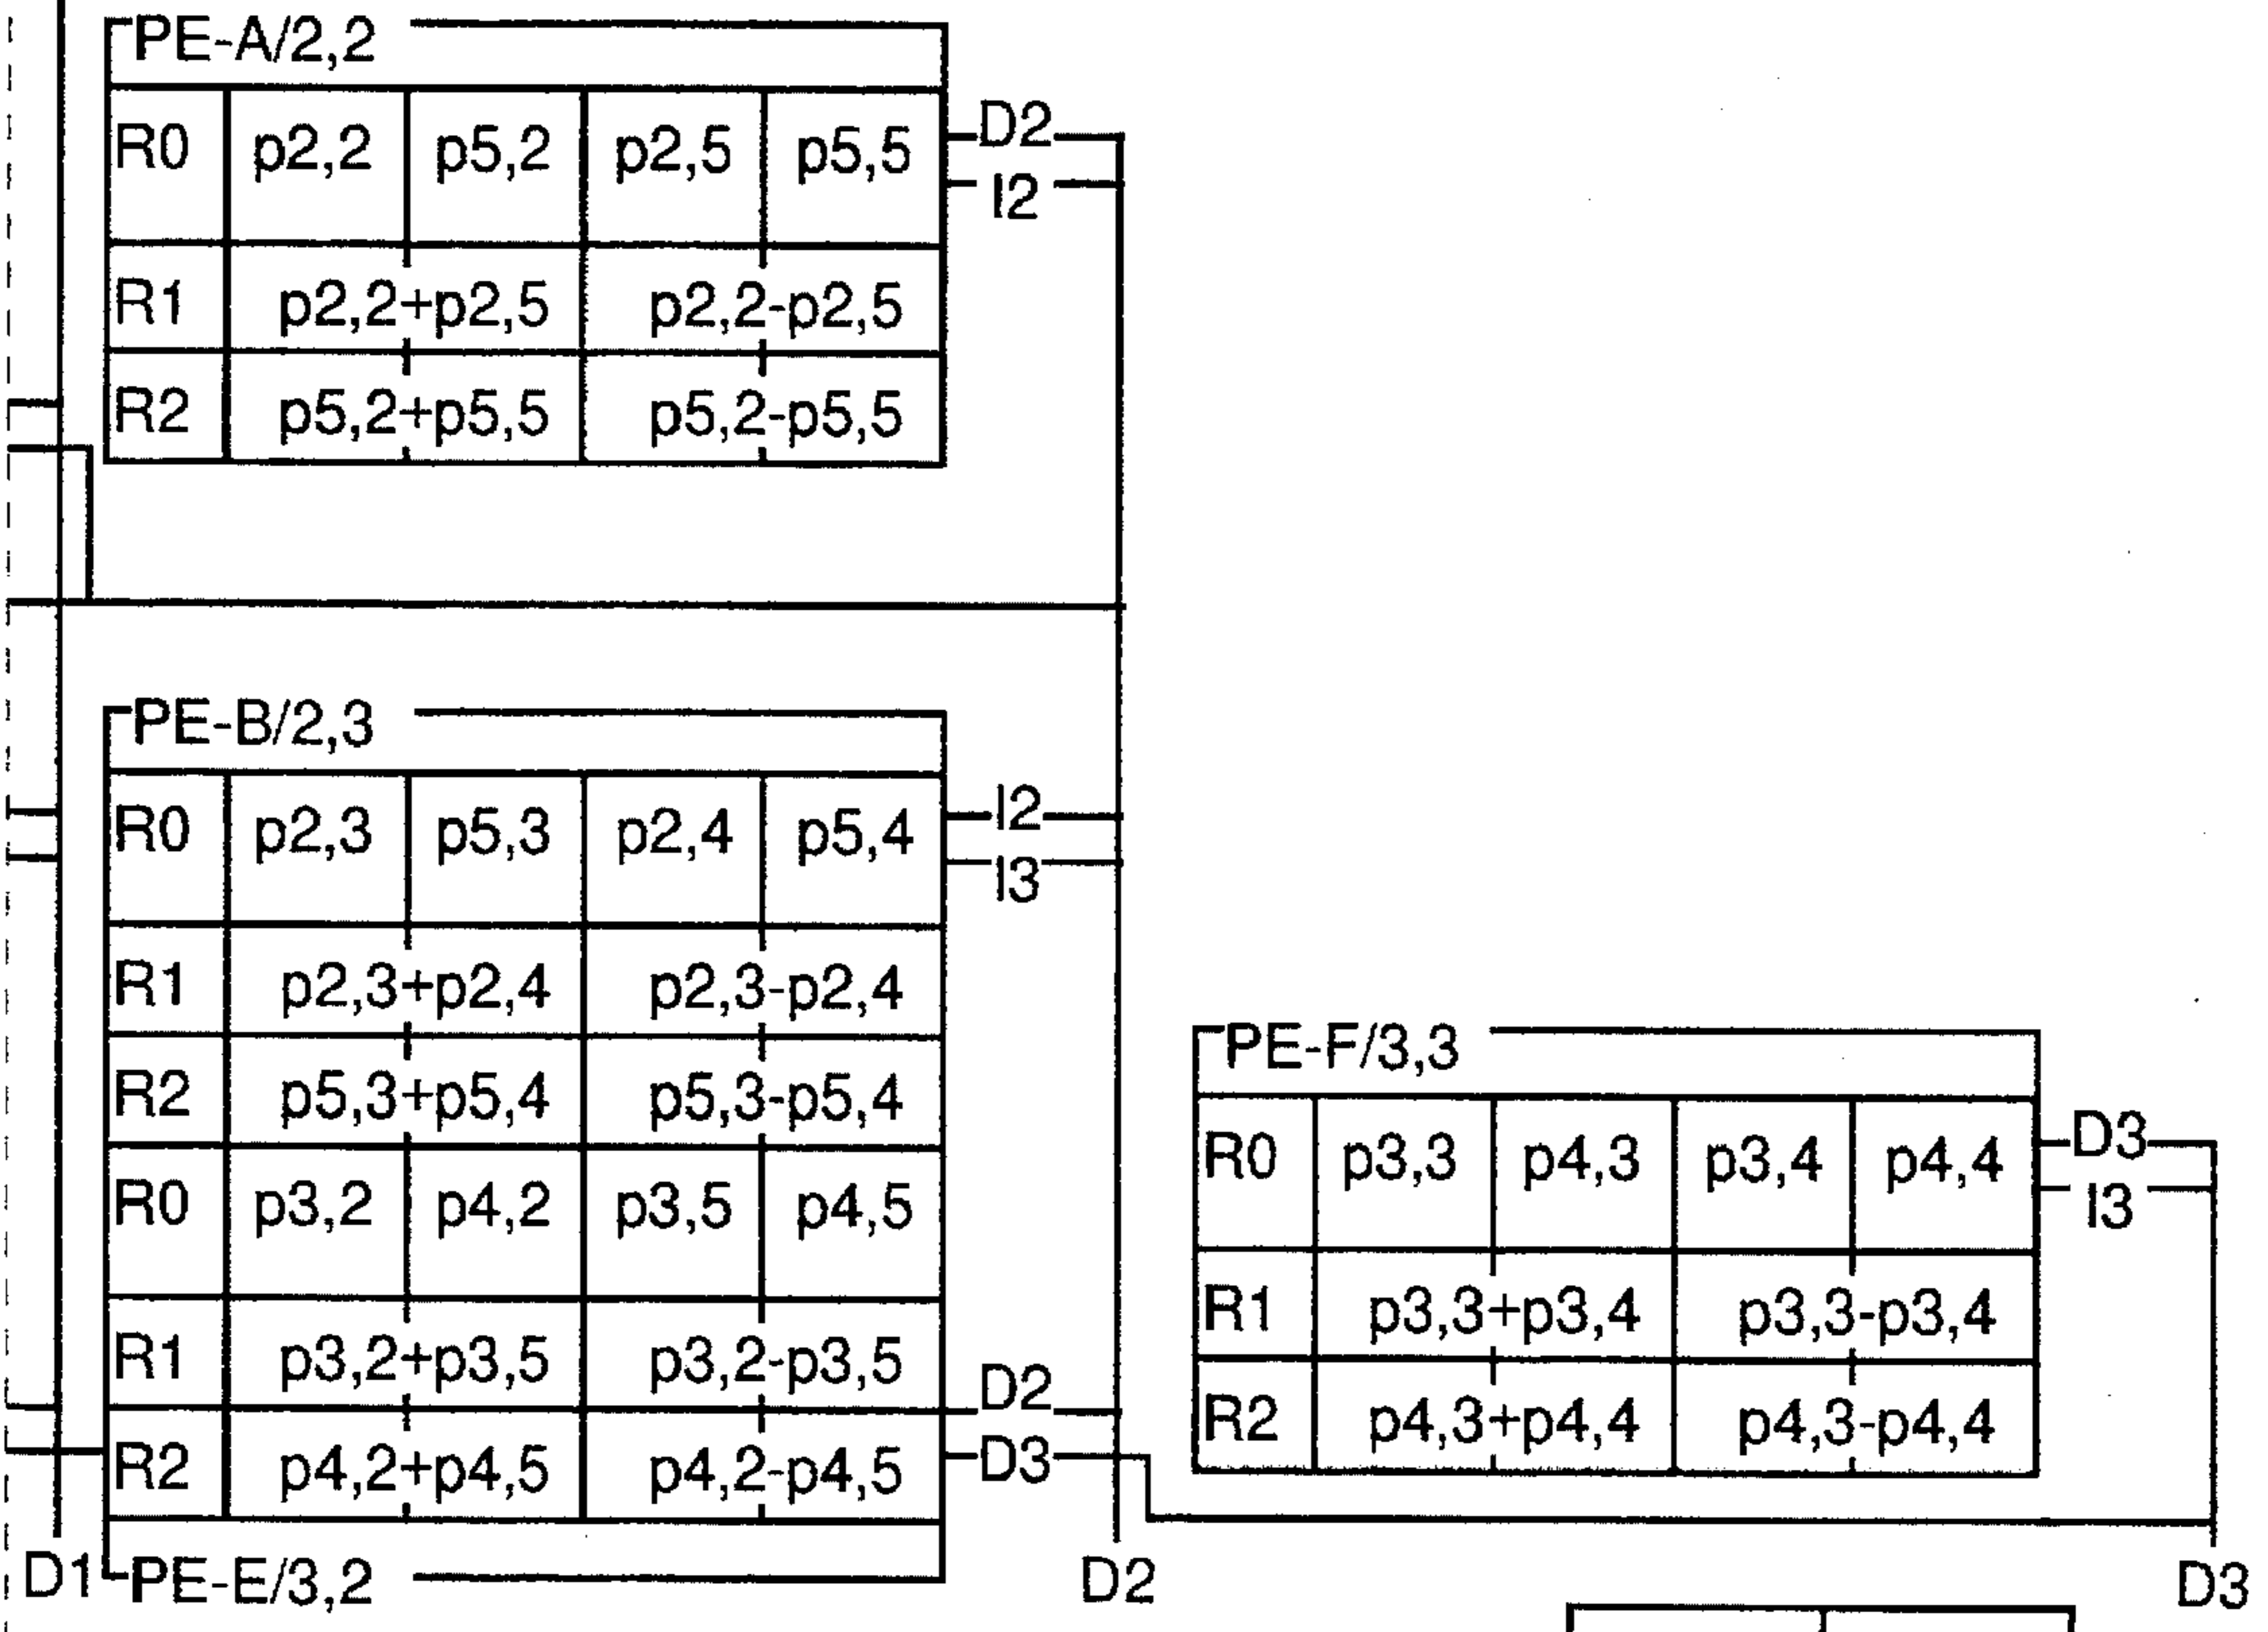 PE-A/2,2
R0 p2,2 p5,2 p2,5 p5,5
D2
I2
R1 p2,2+p2,5 p2,2-p2,5
R2 p5,2+p5,5 p5,2-p5,5
PE-B/2,3
R0 p2,3 p5,3 p2,4 p5,4
I2
I3
R1 p2,3+p2,4 p2,3-p2,4
R2 p5,3+p5,4 p5,3-p5,4
R0 p3,2 p4,2 p3,5 p4,5
R1 p3,2+p3,5 p3,2-p3,5
D2
R2 p4,2+p4,5 p4,2-p4,5
D3
PE-E/3,2
PE-F/3,3
R0 p3,3 p4,3 p3,4 p4,4
D3
I3
R1 p3,3+p3,4 p3,3-p3,4
R2 p4,3+p4,4 p4,3-p4,4
D1
D2
D3